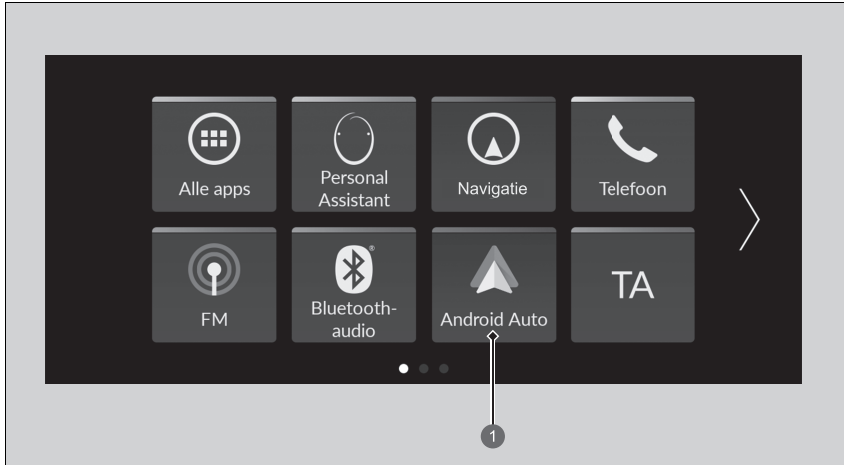 Alle apps
Personal
Assistant
Navigatie
Telefoon
FM
®
Bluetooth-
audio
Android Auto
TA
1